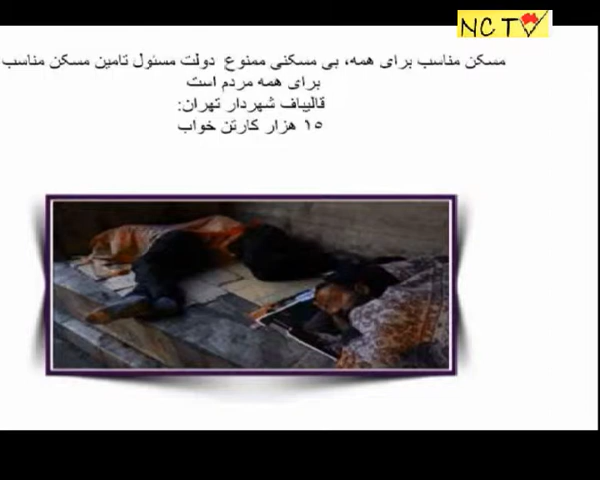 NCTV
مسکن مناسب برای همه، بی مسکنی ممنوع دولت مسئول تامین مسکن مناسب
برای همه مردم است
قالیباف شهردار تهران:
۱۵ هزار کارتن خواب